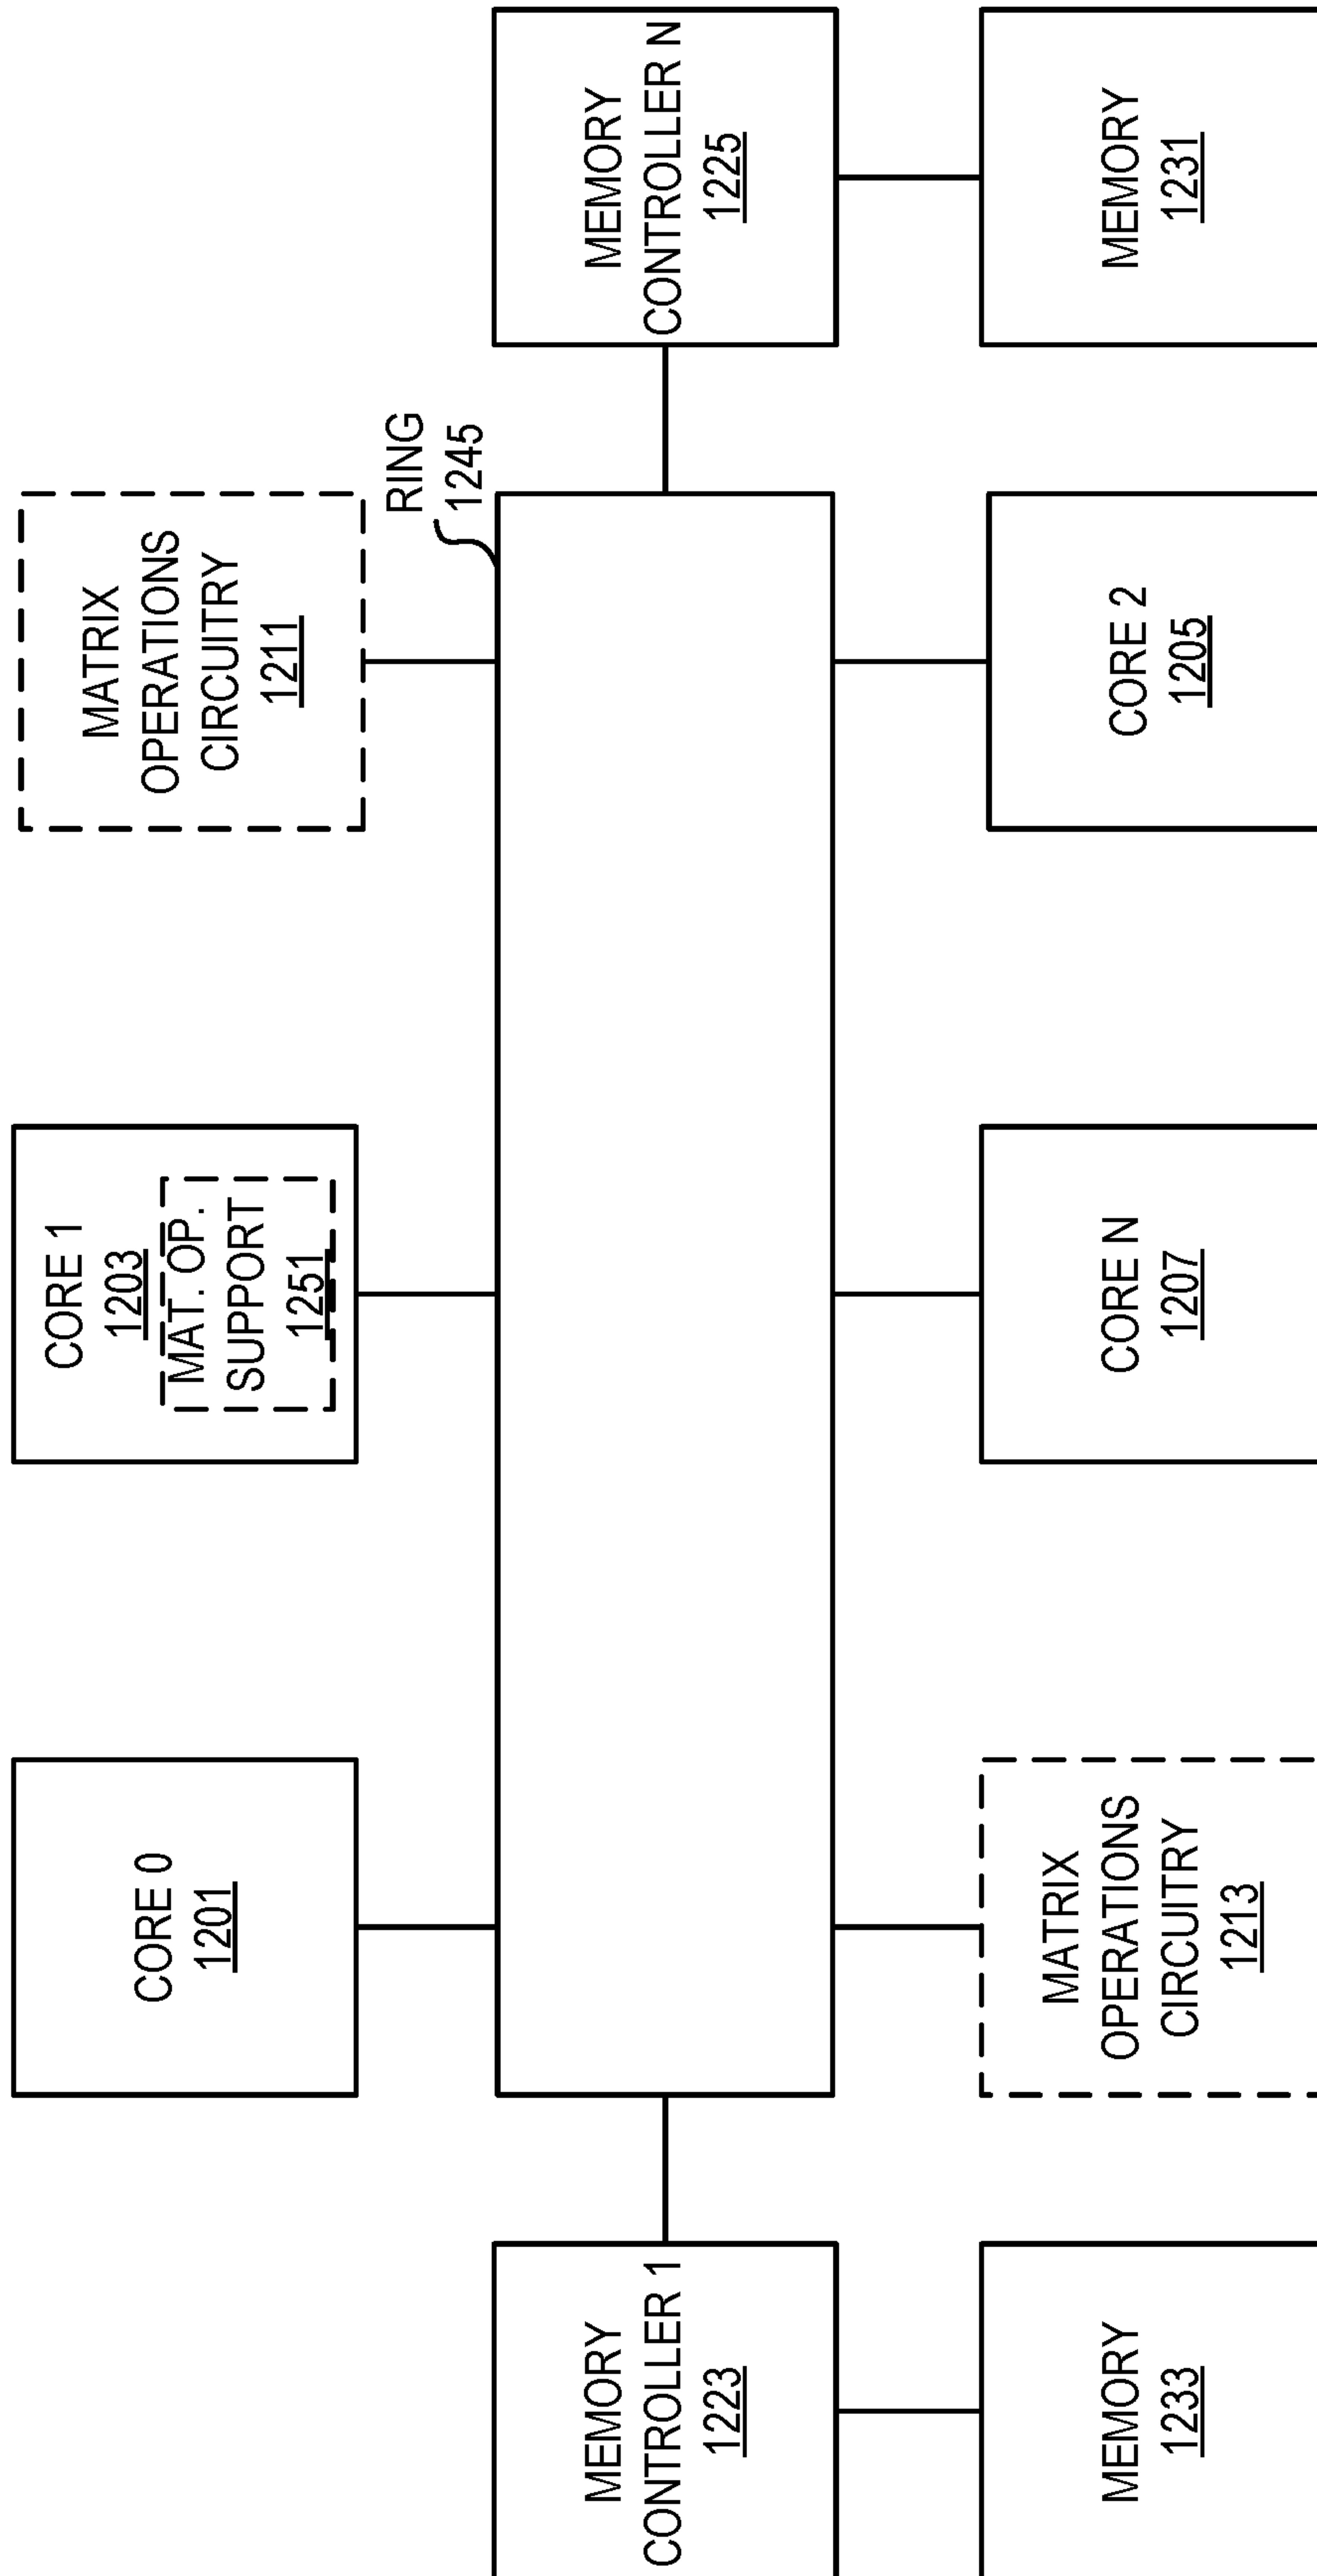 CORE 0
1201
CORE 1
1203
MAT. OP.
SUPPORT
1251
MATRIX
OPERATIONS
CIRCUITRY
1211
RING
1245
MEMORY
CONTROLLER 1
1223
MEMORY
CONTROLLER N
1225
MEMORY
1233
MATRIX
OPERATIONS
CIRCUITRY
1213
CORE N
1207
CORE 2
1205
MEMORY
1231